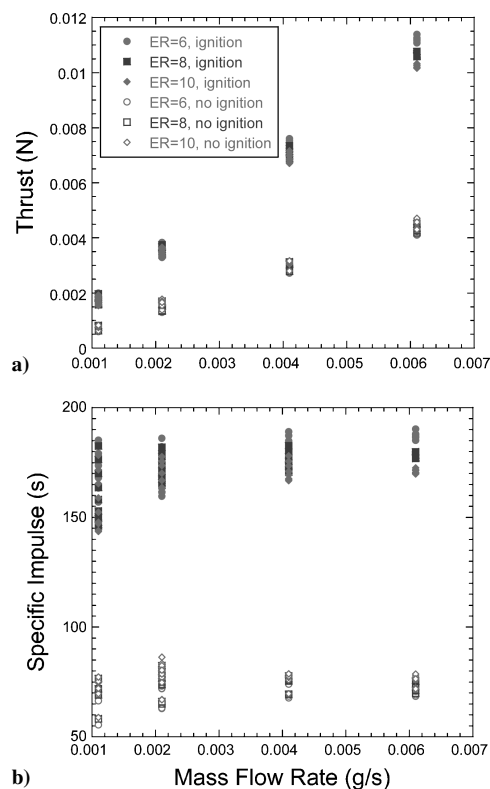 0.012
ER=6, ignition
ER=8, ignition
0.01
ER=10, ignition
ER=6, no ignition
ER=8, no ignition
0.008
ER=10, no ignition
Thrust (N)
0.006
0.004
0.002
0
0.001 0.002 0.003 0.004 0.005 0.006 0.007
a)
200
150
Specific Impulse (s)
100
50
0.001 0.002 0.003 0.004 0.005 0.006 0.007
b) Mass Flow Rate (g/s)